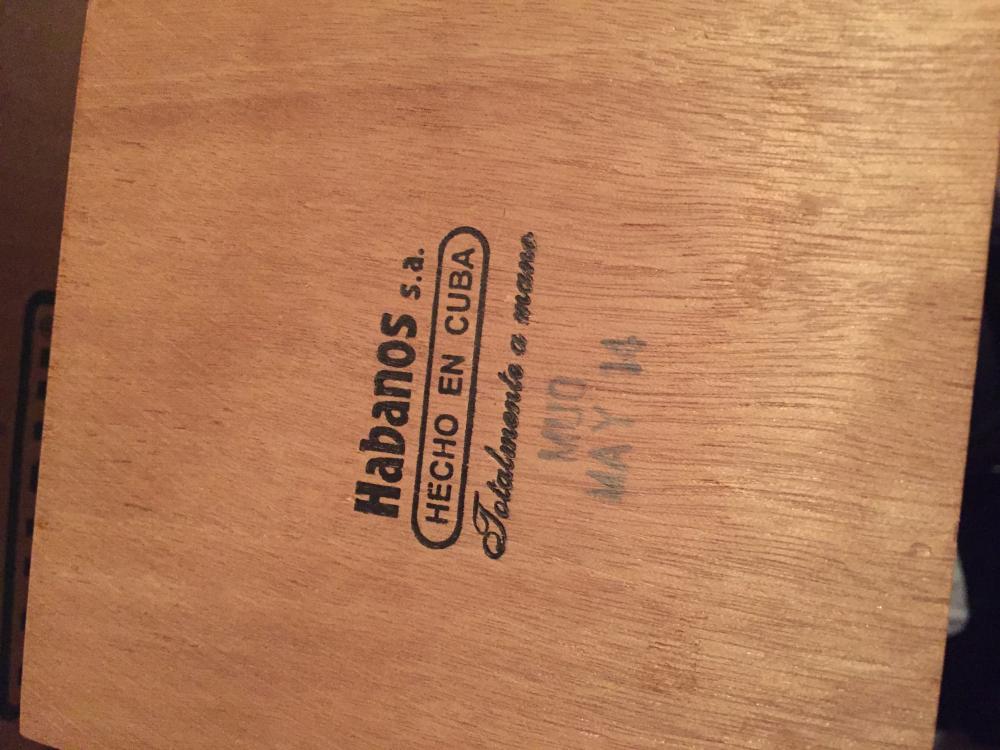 Habanos s.a.
HECHO EN CUBA
Totalmente a mano
MUO
MAY 14